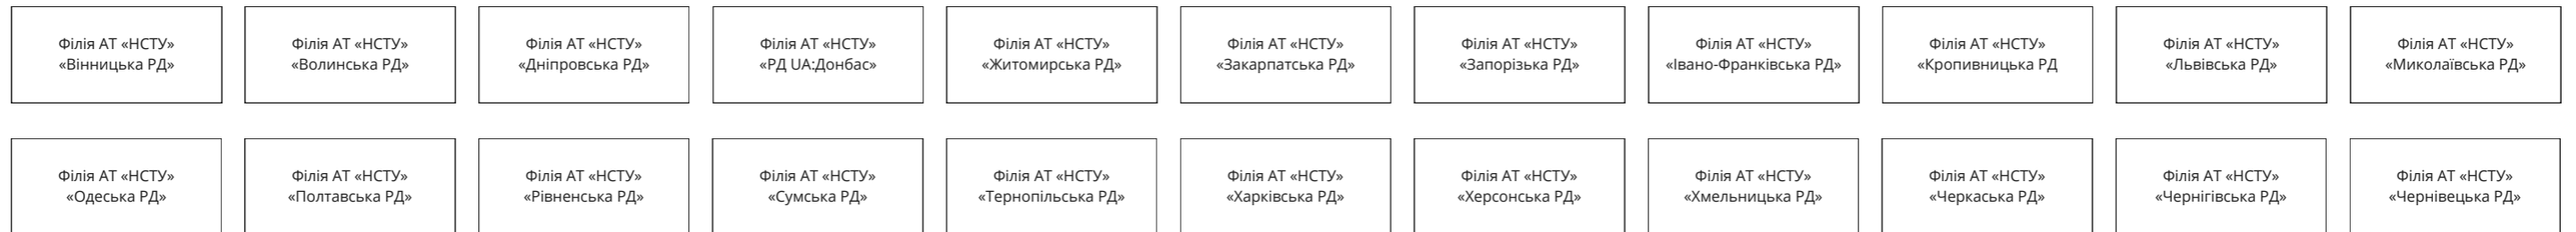 Філія АТ «НСТУ»
«Вінницька РД»
Філія АТ «НСТУ»
«Волинська РД»
Філія АТ «НСТУ»
«Дніпровська РД»
Філія АТ «НСТУ»
«РД UA:Донбас»
Філія АТ «НСТУ»
«Житомирська РД»
Філія АТ «НСТУ»
«Закарпатська РД»
Філія АТ «НСТУ»
«Запорізька РД»
Філія АТ «НСТУ»
«Івано-Франківська РД»
Філія АТ «НСТУ»
«Кропивницька РД
Філія АТ «НСТУ»
«Львівська РД»
Філія АТ «НСТУ»
«Миколаївська РД»
Філія АТ «НСТУ»
«Одеська РД»
Філія АТ «НСТУ»
«Полтавська РД»
Філія АТ «НСТУ»
«Рівненська РД»
Філія АТ «НСТУ»
«Сумська РД»
Філія АТ «НСТУ»
«Тернопільська РД»
Філія АТ «НСТУ»
«Харківська РД»
Філія АТ «НСТУ»
«Херсонська РД»
Філія АТ «НСТУ»
«Хмельницька РД»
Філія АТ «НСТУ»
«Черкаська РД»
Філія АТ «НСТУ»
«Чернігівська РД»
Філія АТ «НСТУ»
«Чернівецька РД»